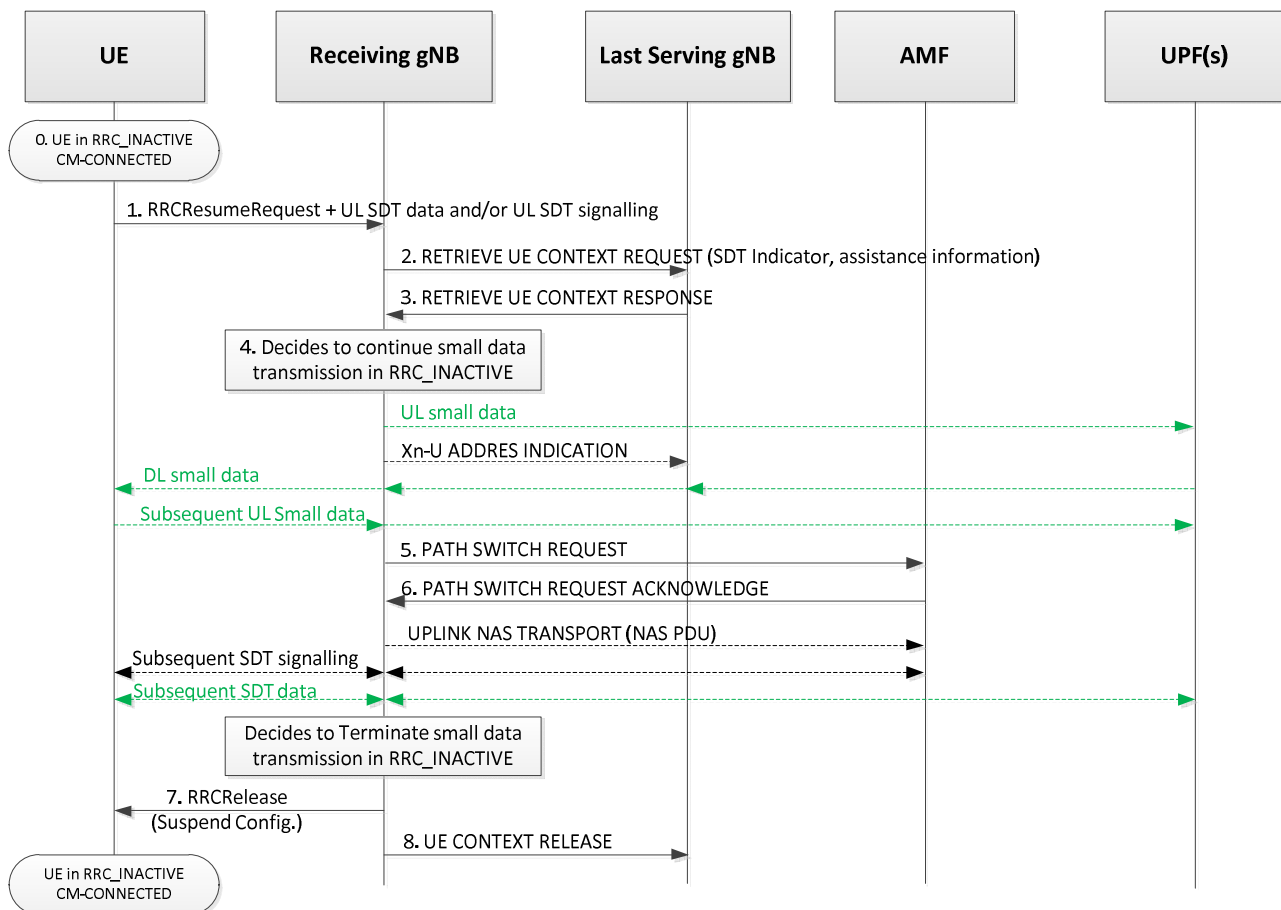 UE
Receiving gNB
Last Serving gNB
AMF
UPF(s)
0. UE in RRC_INACTIVE
CM-CONNECTED
1. RRCResumeRequest + UL SDT data and/or UL SDT signalling
2. RETRIEVE UE CONTEXT REQUEST (SDT Indicator, assistance information)
3. RETRIEVE UE CONTEXT RESPONSE
4. Decides to continue small data
transmission in RRC_INACTIVE
UL small data
Xn-U ADDRES INDICATION
DL small data
Subsequent UL Small data
5. PATH SWITCH REQUEST
6. PATH SWITCH REQUEST ACKNOWLEDGE
UPLINK NAS TRANSPORT (NAS PDU)
Subsequent SDT signalling
Subsequent SDT data
Decides to Terminate small data
transmission in RRC_INACTIVE
7. RRCRelease
(Suspend Config.)
8. UE CONTEXT RELEASE
UE in RRC_INACTIVE
CM-CONNECTED